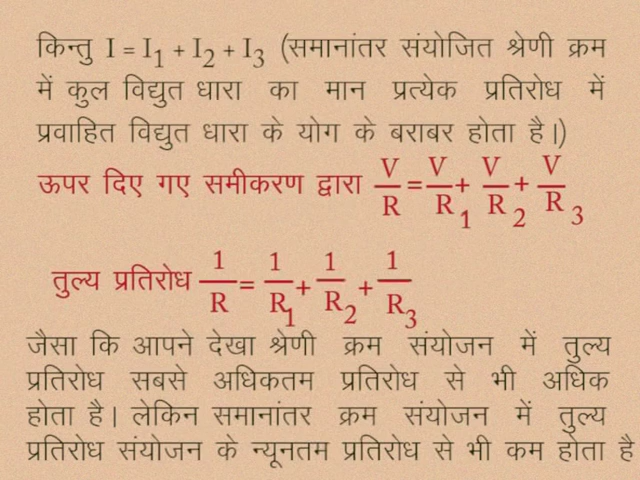 किन्तु I = I1 + I2 + I3 (समानांतर संयोजित श्रेणी क्रम
में कुल विद्युत धारा का मान प्रत्येक प्रतिरोध में
प्रवाहित विद्युत धारा के योग के बराबर होता है।)
ऊपर दिए गए समीकरण द्वारा V/R = V/R1 + V/R2 + V/R3
तुल्य प्रतिरोध 1/R = 1/R1 + 1/R2 + 1/R3
जैसा कि आपने देखा श्रेणी क्रम संयोजन में तुल्य
प्रतिरोध सबसे अधिकतम प्रतिरोध से भी अधिक
होता है। लेकिन समानांतर क्रम संयोजन में तुल्य
प्रतिरोध संयोजन के न्यूनतम प्रतिरोध से भी कम होता है